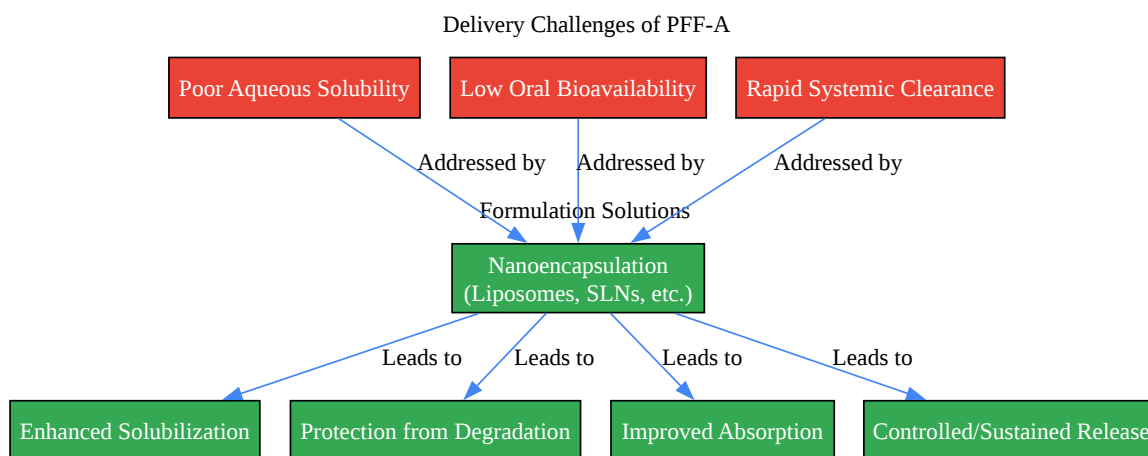 Delivery Challenges of PFF-A
Poor Aqueous Solubility
Low Oral Bioavailability
Rapid Systemic Clearance
Addressed by
Addressed by
Addressed by
Formulation Solutions
Nanoencapsulation
(Liposomes, SLNs, etc.)
Leads to
Leads to
Leads to
Leads to
Enhanced Solubilization
Protection from Degradation
Improved Absorption
Controlled/Sustained Release